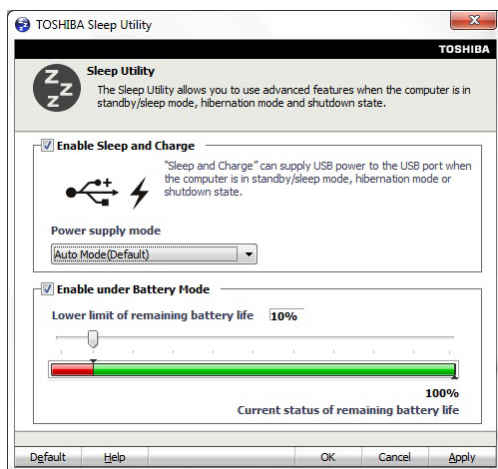 TOSHIBA Sleep Utility
TOSHIBA
Sleep Utility
The Sleep Utility allows you to use advanced features when the computer is in
standby/sleep mode, hibernation mode and shutdown
state.
Enable Sleep and Charge
"Sleep and Charge" can supply USB power to the USB port when
the computer is in standby/sleep mode, hibernation mode or
shutdown state.
Power supply mode
Auto Mode(Default)
Enable under Battery Mode
Lower limit of remaining battery life 10%
100%
Current status of remaining battery life
Default Help OK Cancel Apply